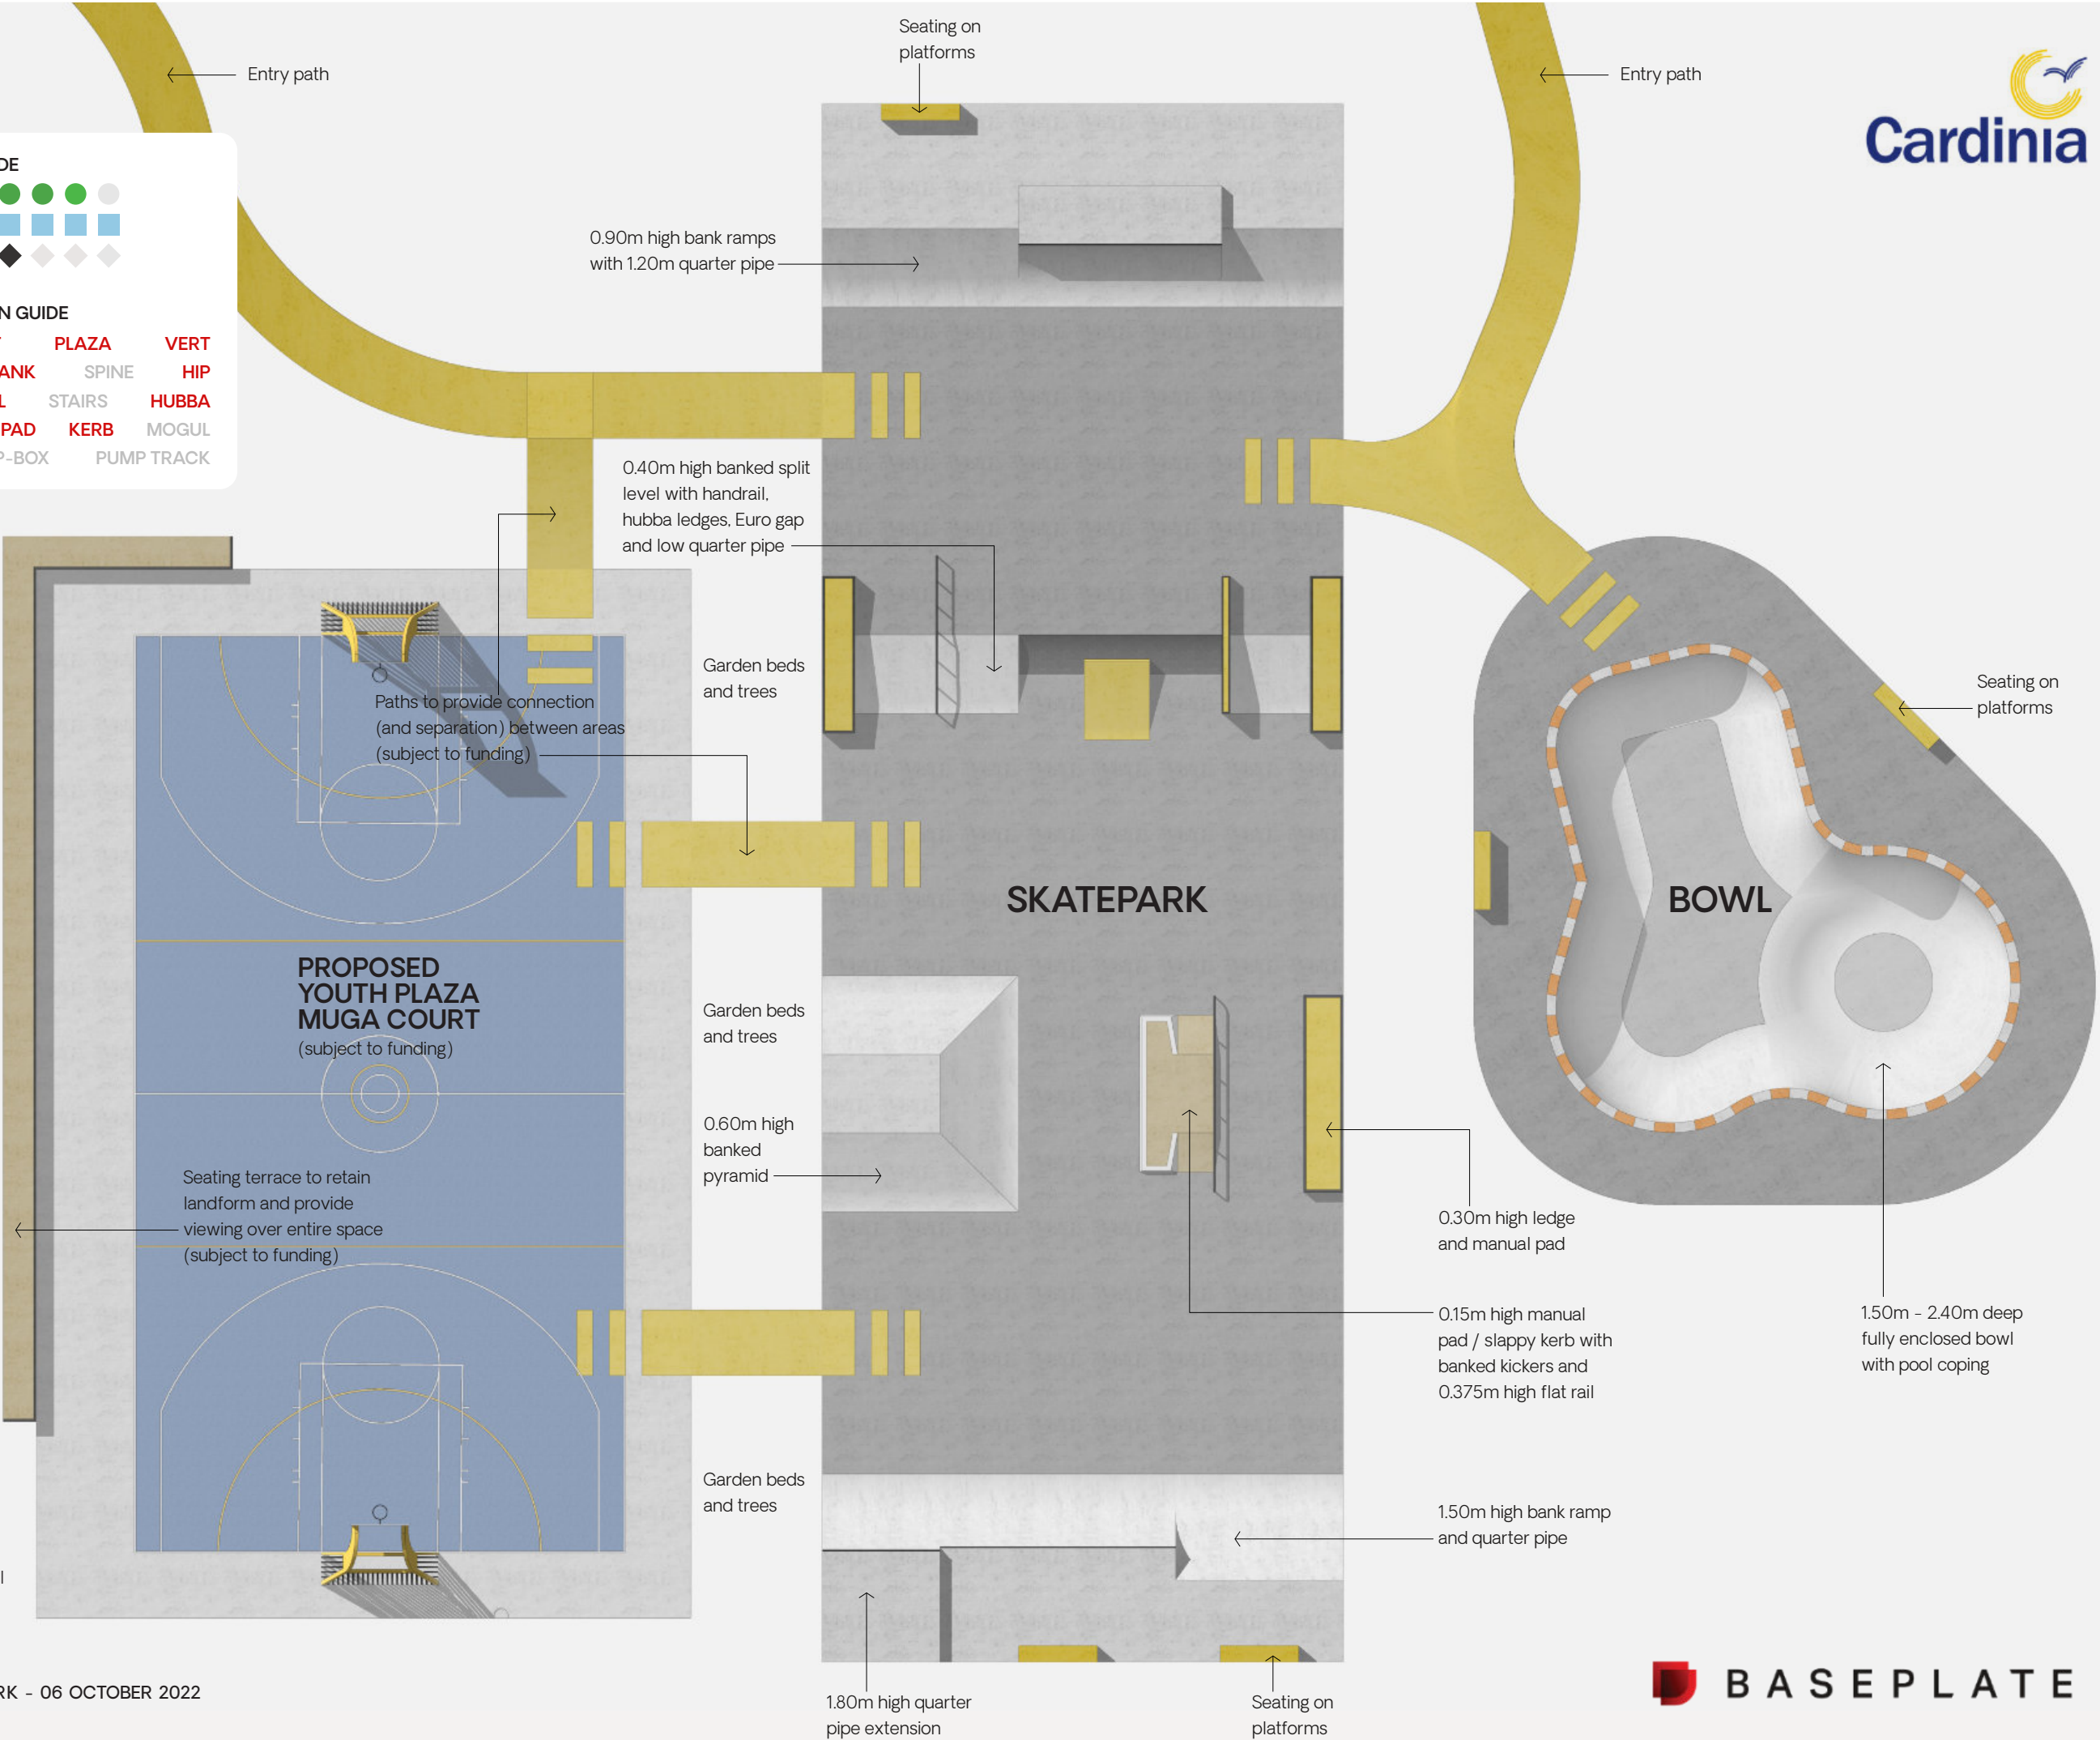 Seating on
platforms
Entry path
Entry path
Cardinia
DE
N GUIDE
PLAZA VERT
ANK SPINE HIP
L STAIRS HUBBA
PAD KERB MOGUL
P-BOX PUMP TRACK
0.90m high bank ramps
with 1.20m quarter pipe
0.40m high banked split
level with handrail,
hubba ledges, Euro gap
and low quarter pipe
Garden beds
and trees
Paths to provide connection
(and separation) between areas
(subject to funding)
Seating on
platforms
SKATEPARK
BOWL
PROPOSED
YOUTH PLAZA
MUGA COURT
(subject to funding)
Garden beds
and trees
0.60m high
banked
pyramid
Seating terrace to retain
landform and provide
viewing over entire space
(subject to funding)
0.30m high ledge
and manual pad
0.15m high manual
pad / slappy kerb with
banked kickers and
0.375m high flat rail
1.50m - 2.40m deep
fully enclosed bowl
with pool coping
Garden beds
and trees
1.50m high bank ramp
and quarter pipe
l
RK - 06 OCTOBER 2022
1.80m high quarter
pipe extension
Seating on
platforms
BASEPLATE